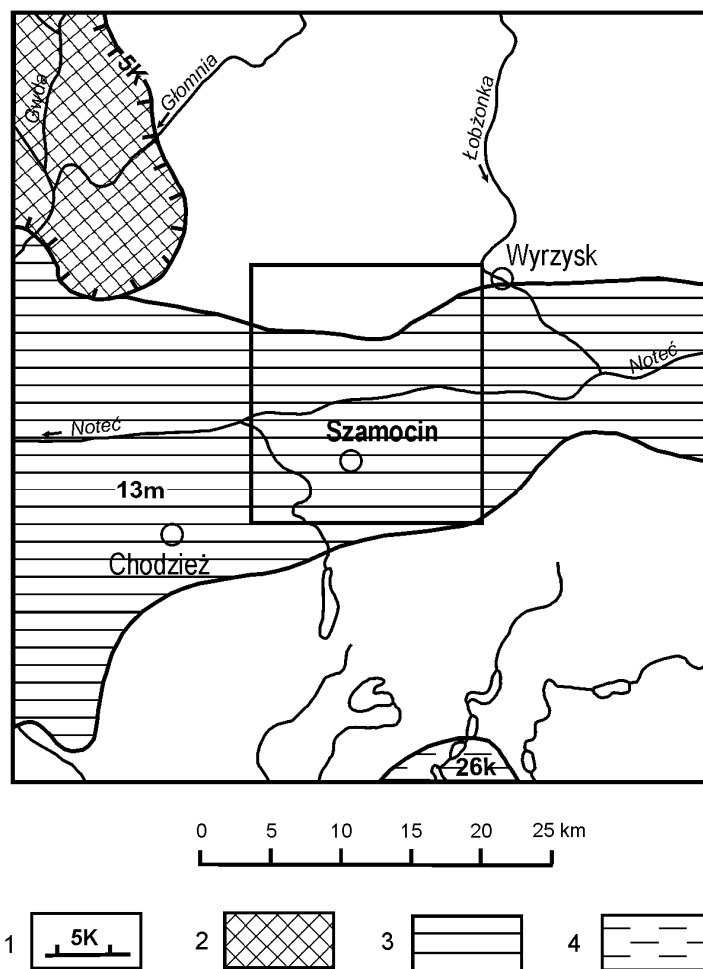 5K
Gwda
Głomnia
Łobżonka
Wyrzysk
Noteć
Noteć
Szamocin
13m
Chodzież
26k
0 5 10 15 20 25 km
1 5K 2 3 4